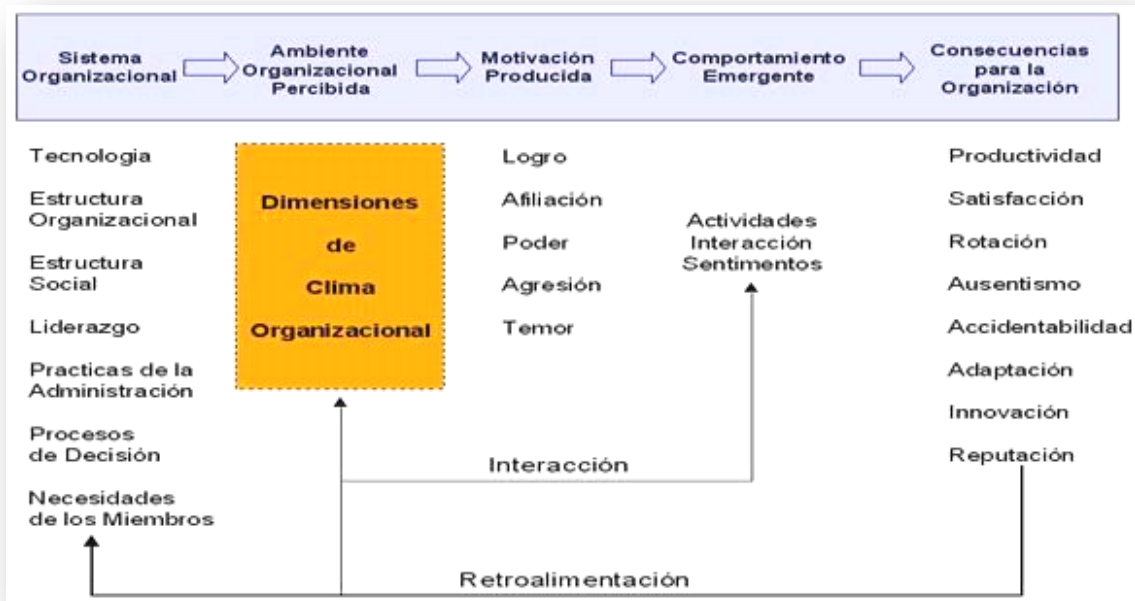 Sistema
Organizacional
Ambiente
Organizacional
Percibida
Motivación
Producida
Comportamiento
Emergente
Consecuencias
para la
Organización
Tecnologia
Estructura
Organizacional
Estructura
Social
Liderazgo
Practicas de la
Administración
Procesos
de Decisión
Necesidades
de los Miembros
Dimensiones
de
Clima
Organizacional
Logro
Afiliación
Poder
Agresión
Temor
Actividades
Interacción
Sentimentos
Productividad
Satisfacción
Rotación
Ausentismo
Accidentabilidad
Adaptación
Innovación
Reputación
Interacción
Retroalimentación